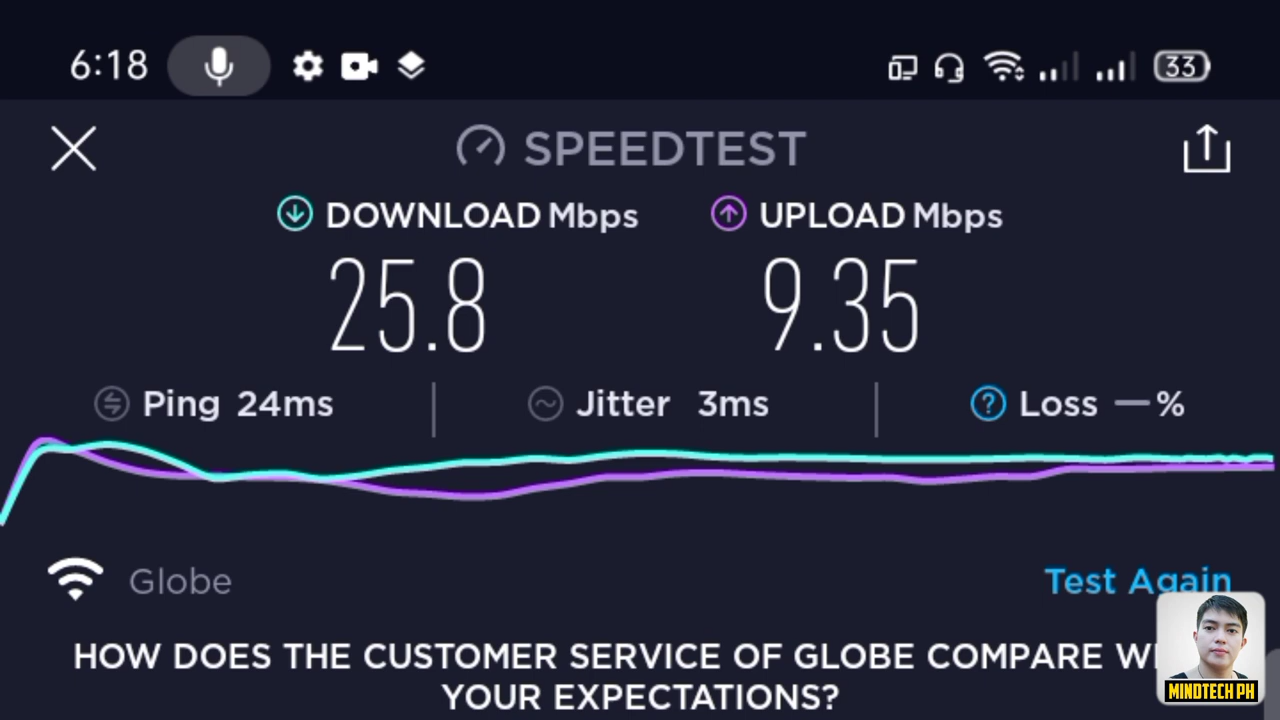 6:18 33
SPEEDTEST
DOWNLOAD Mbps UPLOAD Mbps
25.8 9.35
Ping 24ms Jitter 3ms Loss —%
Globe Test Again
HOW DOES THE CUSTOMER SERVICE OF GLOBE COMPARE
YOUR EXPECTATIONS?
MINDTECH PH